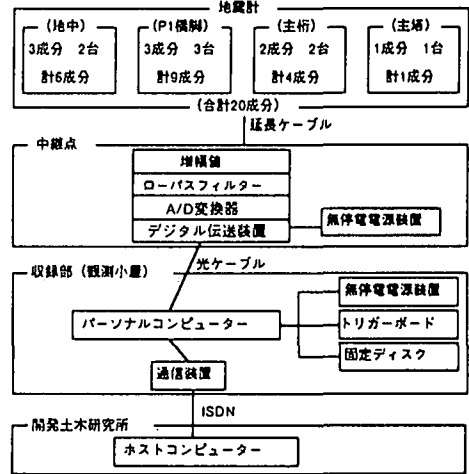 地震計
(地中) (P1橋脚) (主桁) (主塔)
3成分 2台 3成分 3台 2成分 2台 1成分 1台
計6成分 計9成分 計4成分 計1成分
(合計20成分)
延長ケーブル
中継点
増幅値
ローパスフィルター
A/D変換器
デジタル伝送装置 無停電電源装置
収録部(観測小屋) 光ケーブル
無停電電源装置
パーソナルコンピューター トリガーボード
固定ディスク
通信装置
ISDN
開発土木研究所
ホストコンピューター